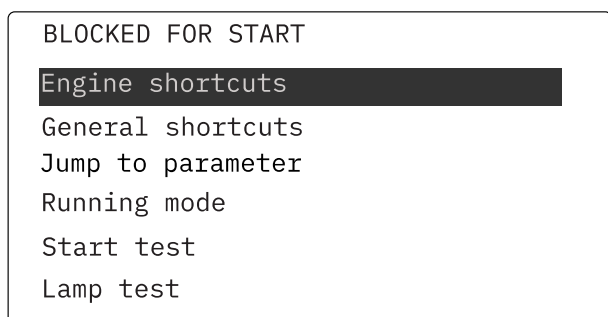 BLOCKED FOR START
Engine shortcuts
General shortcuts
Jump to parameter
Running mode
Start test
Lamp test